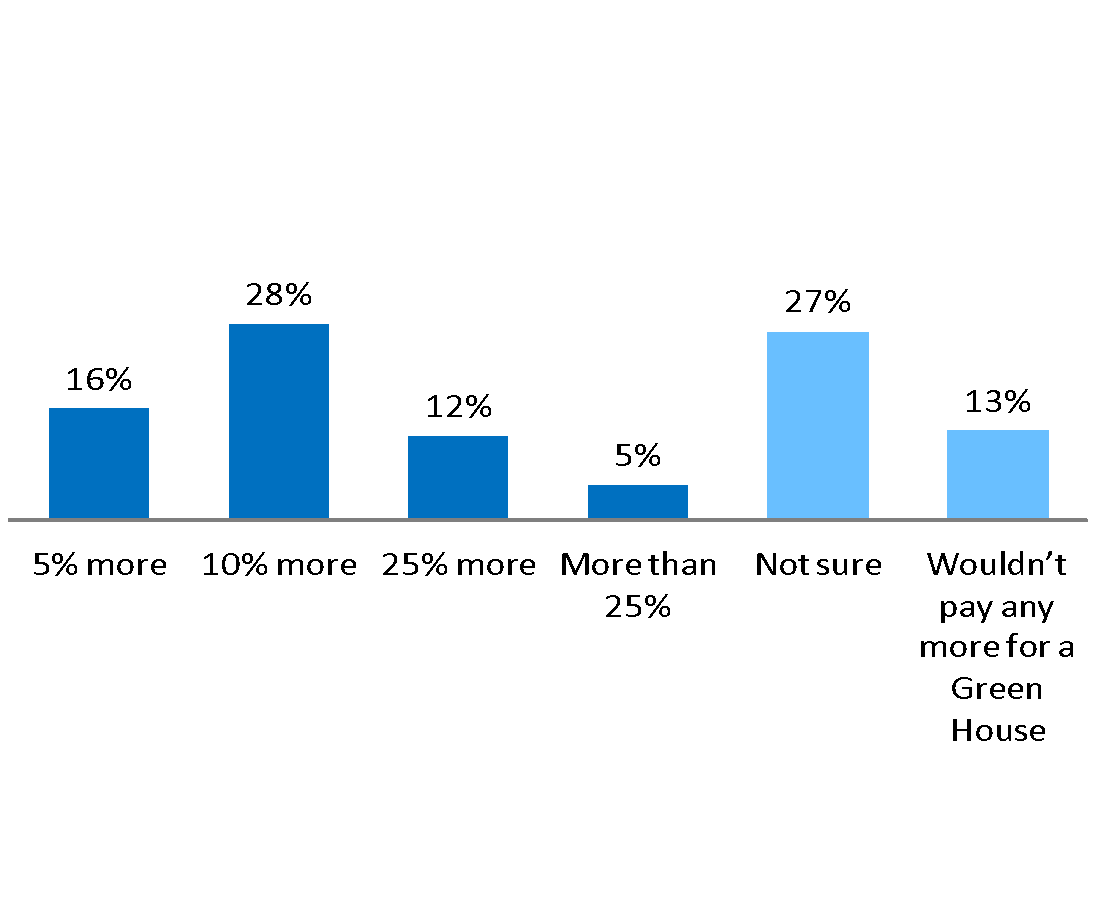 28%
27%
16%
13%
12%
5%
5% more
10% more
25% more
More than
25%
Not sure
Wouldn’t
pay any
more for a
Green
House